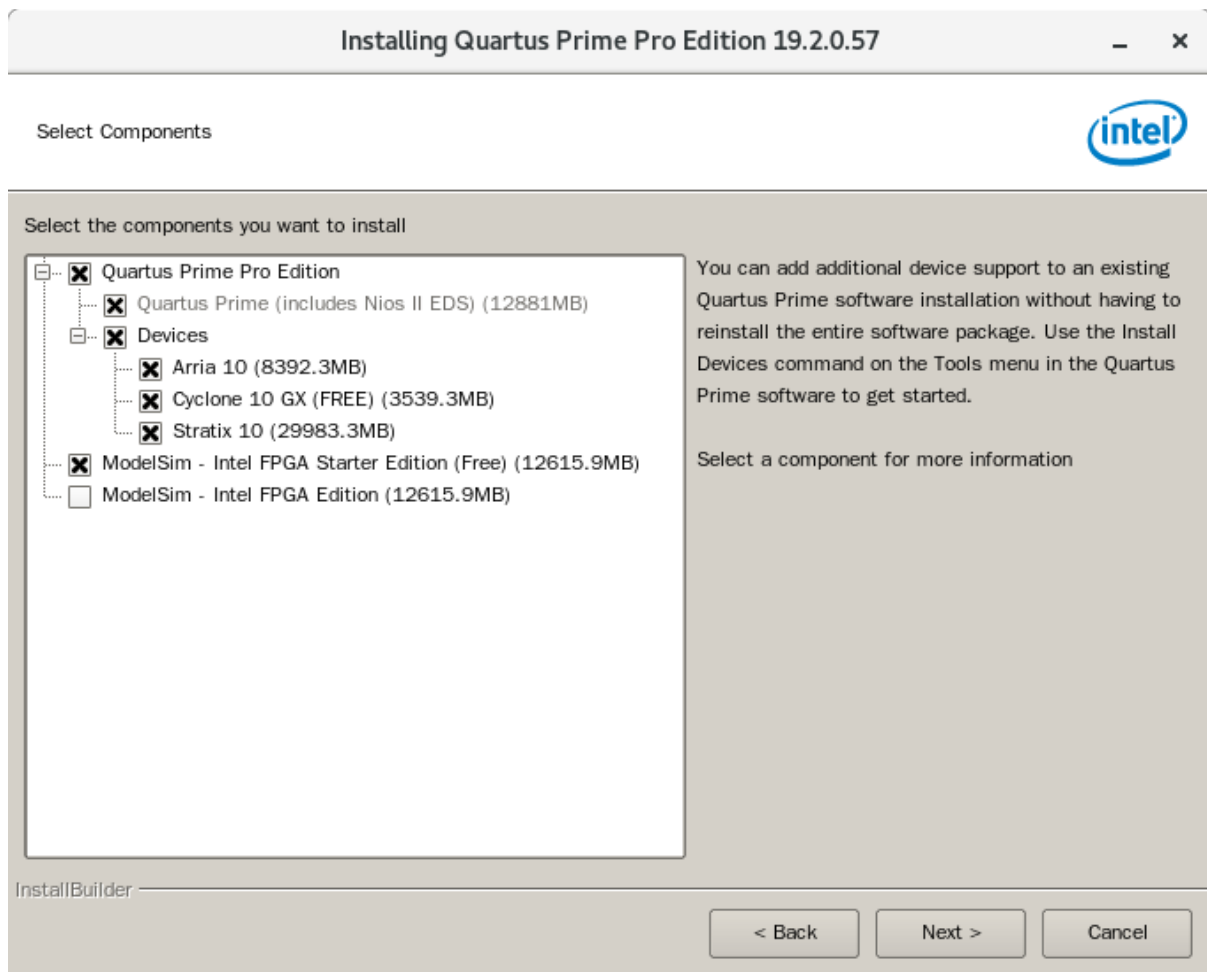 Installing Quartus Prime Pro Edition 19.2.0.57
Select Components
intel
Select the components you want to install
Quartus Prime Pro Edition
Quartus Prime (includes Nios II EDS) (12881MB)
Devices
Arria 10 (8392.3MB)
Cyclone 10 GX (FREE) (3539.3MB)
Stratix 10 (29983.3MB)
ModelSim - Intel FPGA Starter Edition (Free) (12615.9MB)
ModelSim - Intel FPGA Edition (12615.9MB)
You can add additional device support to an existing
Quartus Prime software installation without having to
reinstall the entire software package. Use the Install
Devices command on the Tools menu in the Quartus
Prime software to get started.
Select a component for more information
InstallBuilder
< Back
Next >
Cancel